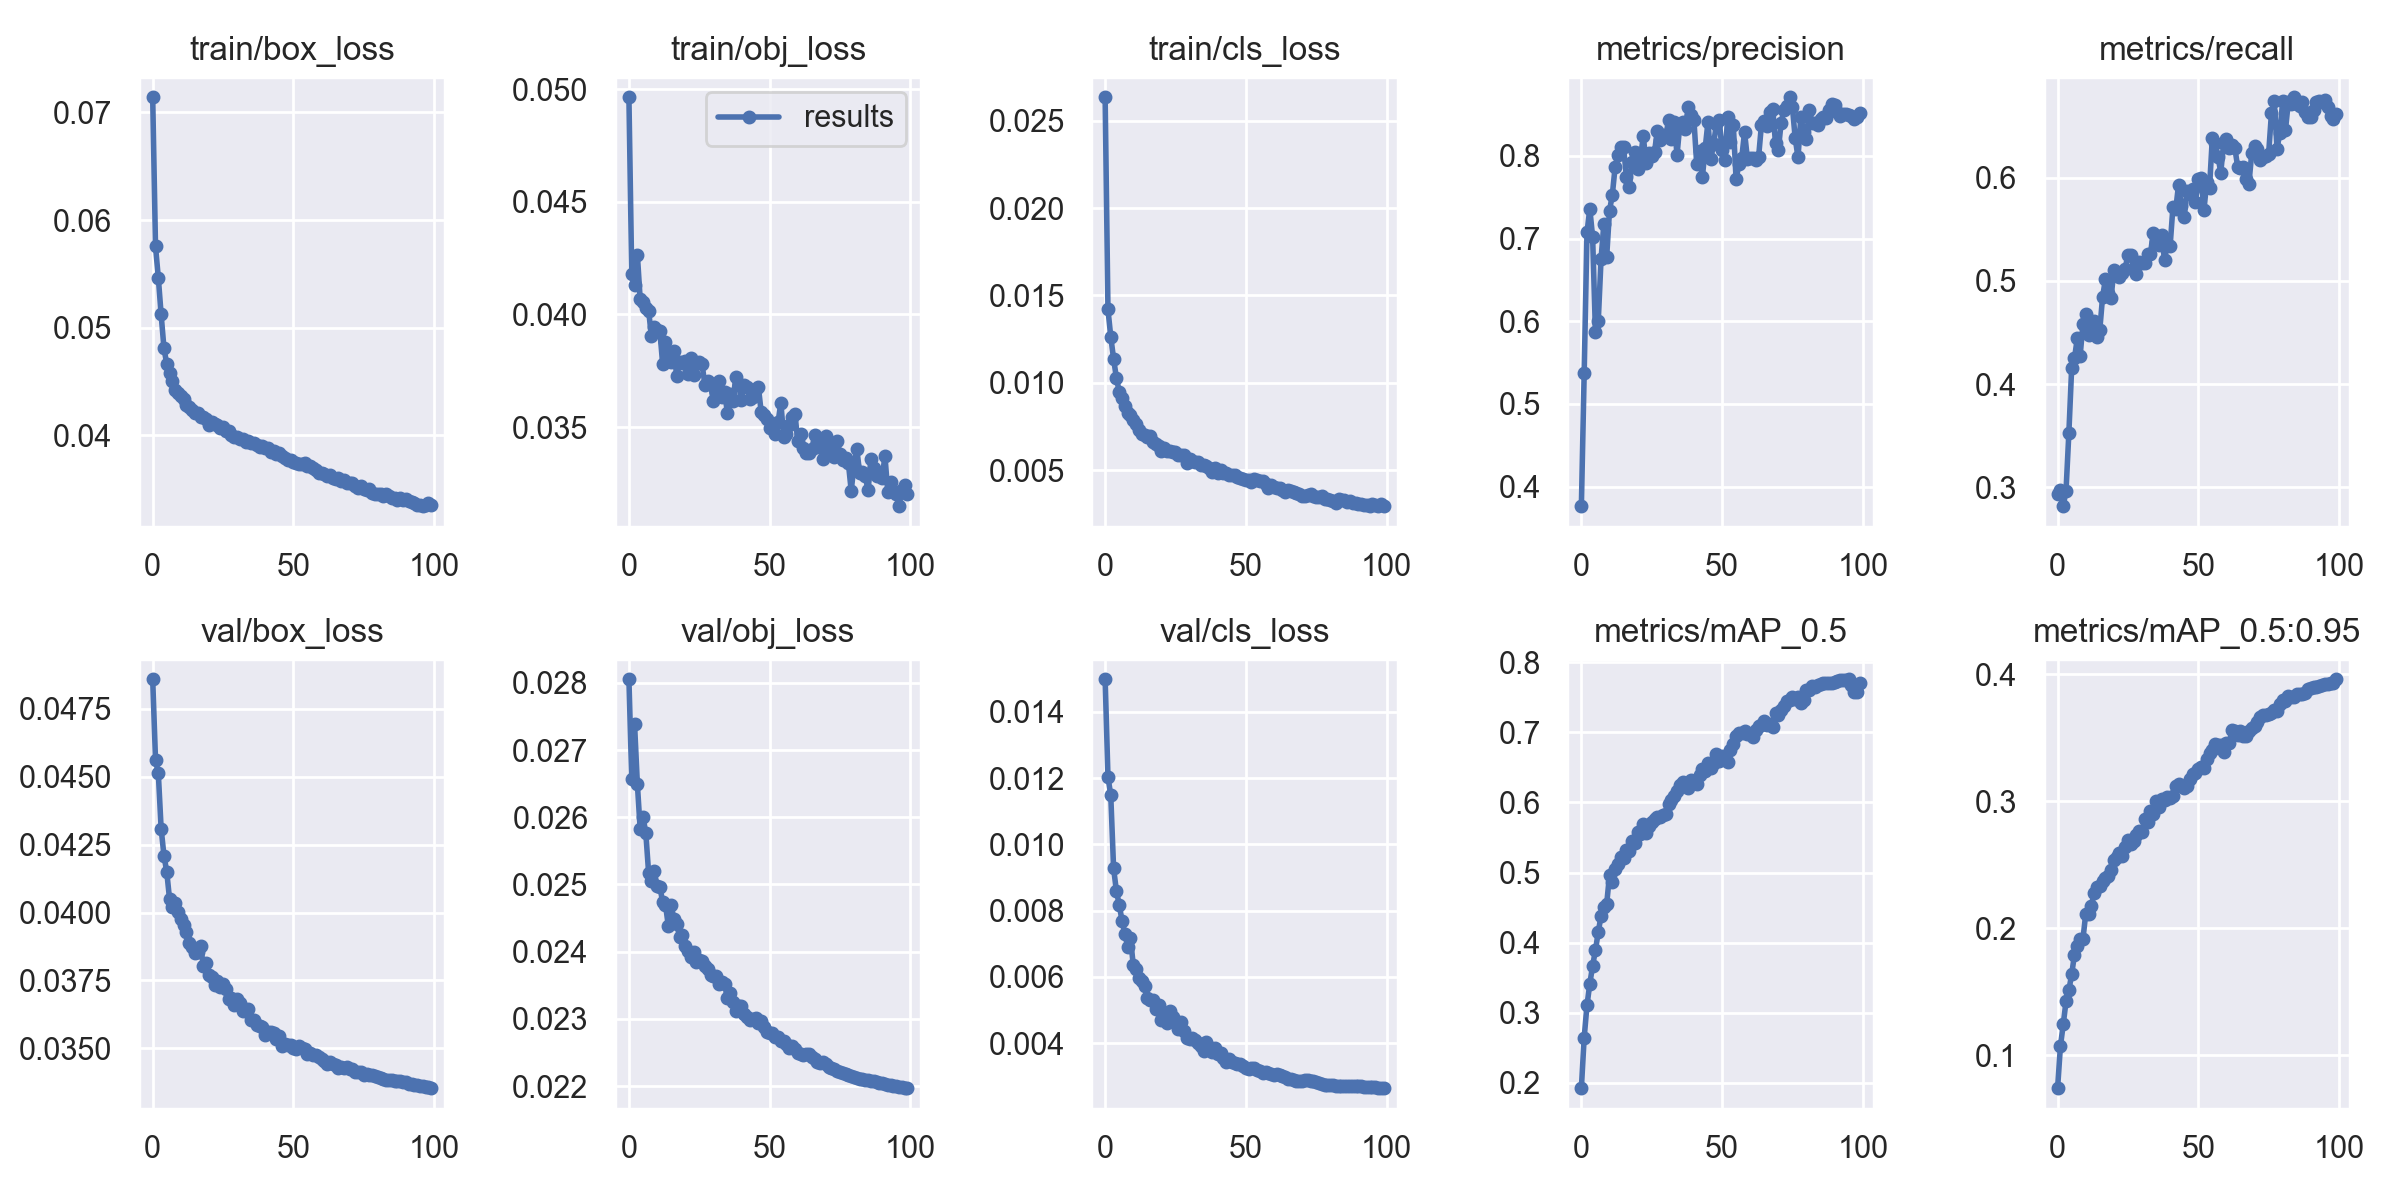 train/box_loss
0.07
0.06
0.05
0.04
0 50 100
train/obj_loss
results
0.050
0.045
0.040
0.035
0 50 100
train/cls_loss
0.025
0.020
0.015
0.010
0.005
0 50 100
metrics/precision
0.8
0.7
0.6
0.5
0.4
0 50 100
metrics/recall
0.6
0.5
0.4
0.3
0 50 100
val/box_loss
0.0475
0.0450
0.0425
0.0400
0.0375
0.0350
0 50 100
val/obj_loss
0.028
0.027
0.026
0.025
0.024
0.023
0.022
0 50 100
val/cls_loss
0.014
0.012
0.010
0.008
0.006
0.004
0 50 100
metrics/mAP_0.5
0.8
0.7
0.6
0.5
0.4
0.3
0.2
0 50 100
metrics/mAP_0.5:0.95
0.4
0.3
0.2
0.1
0 50 100